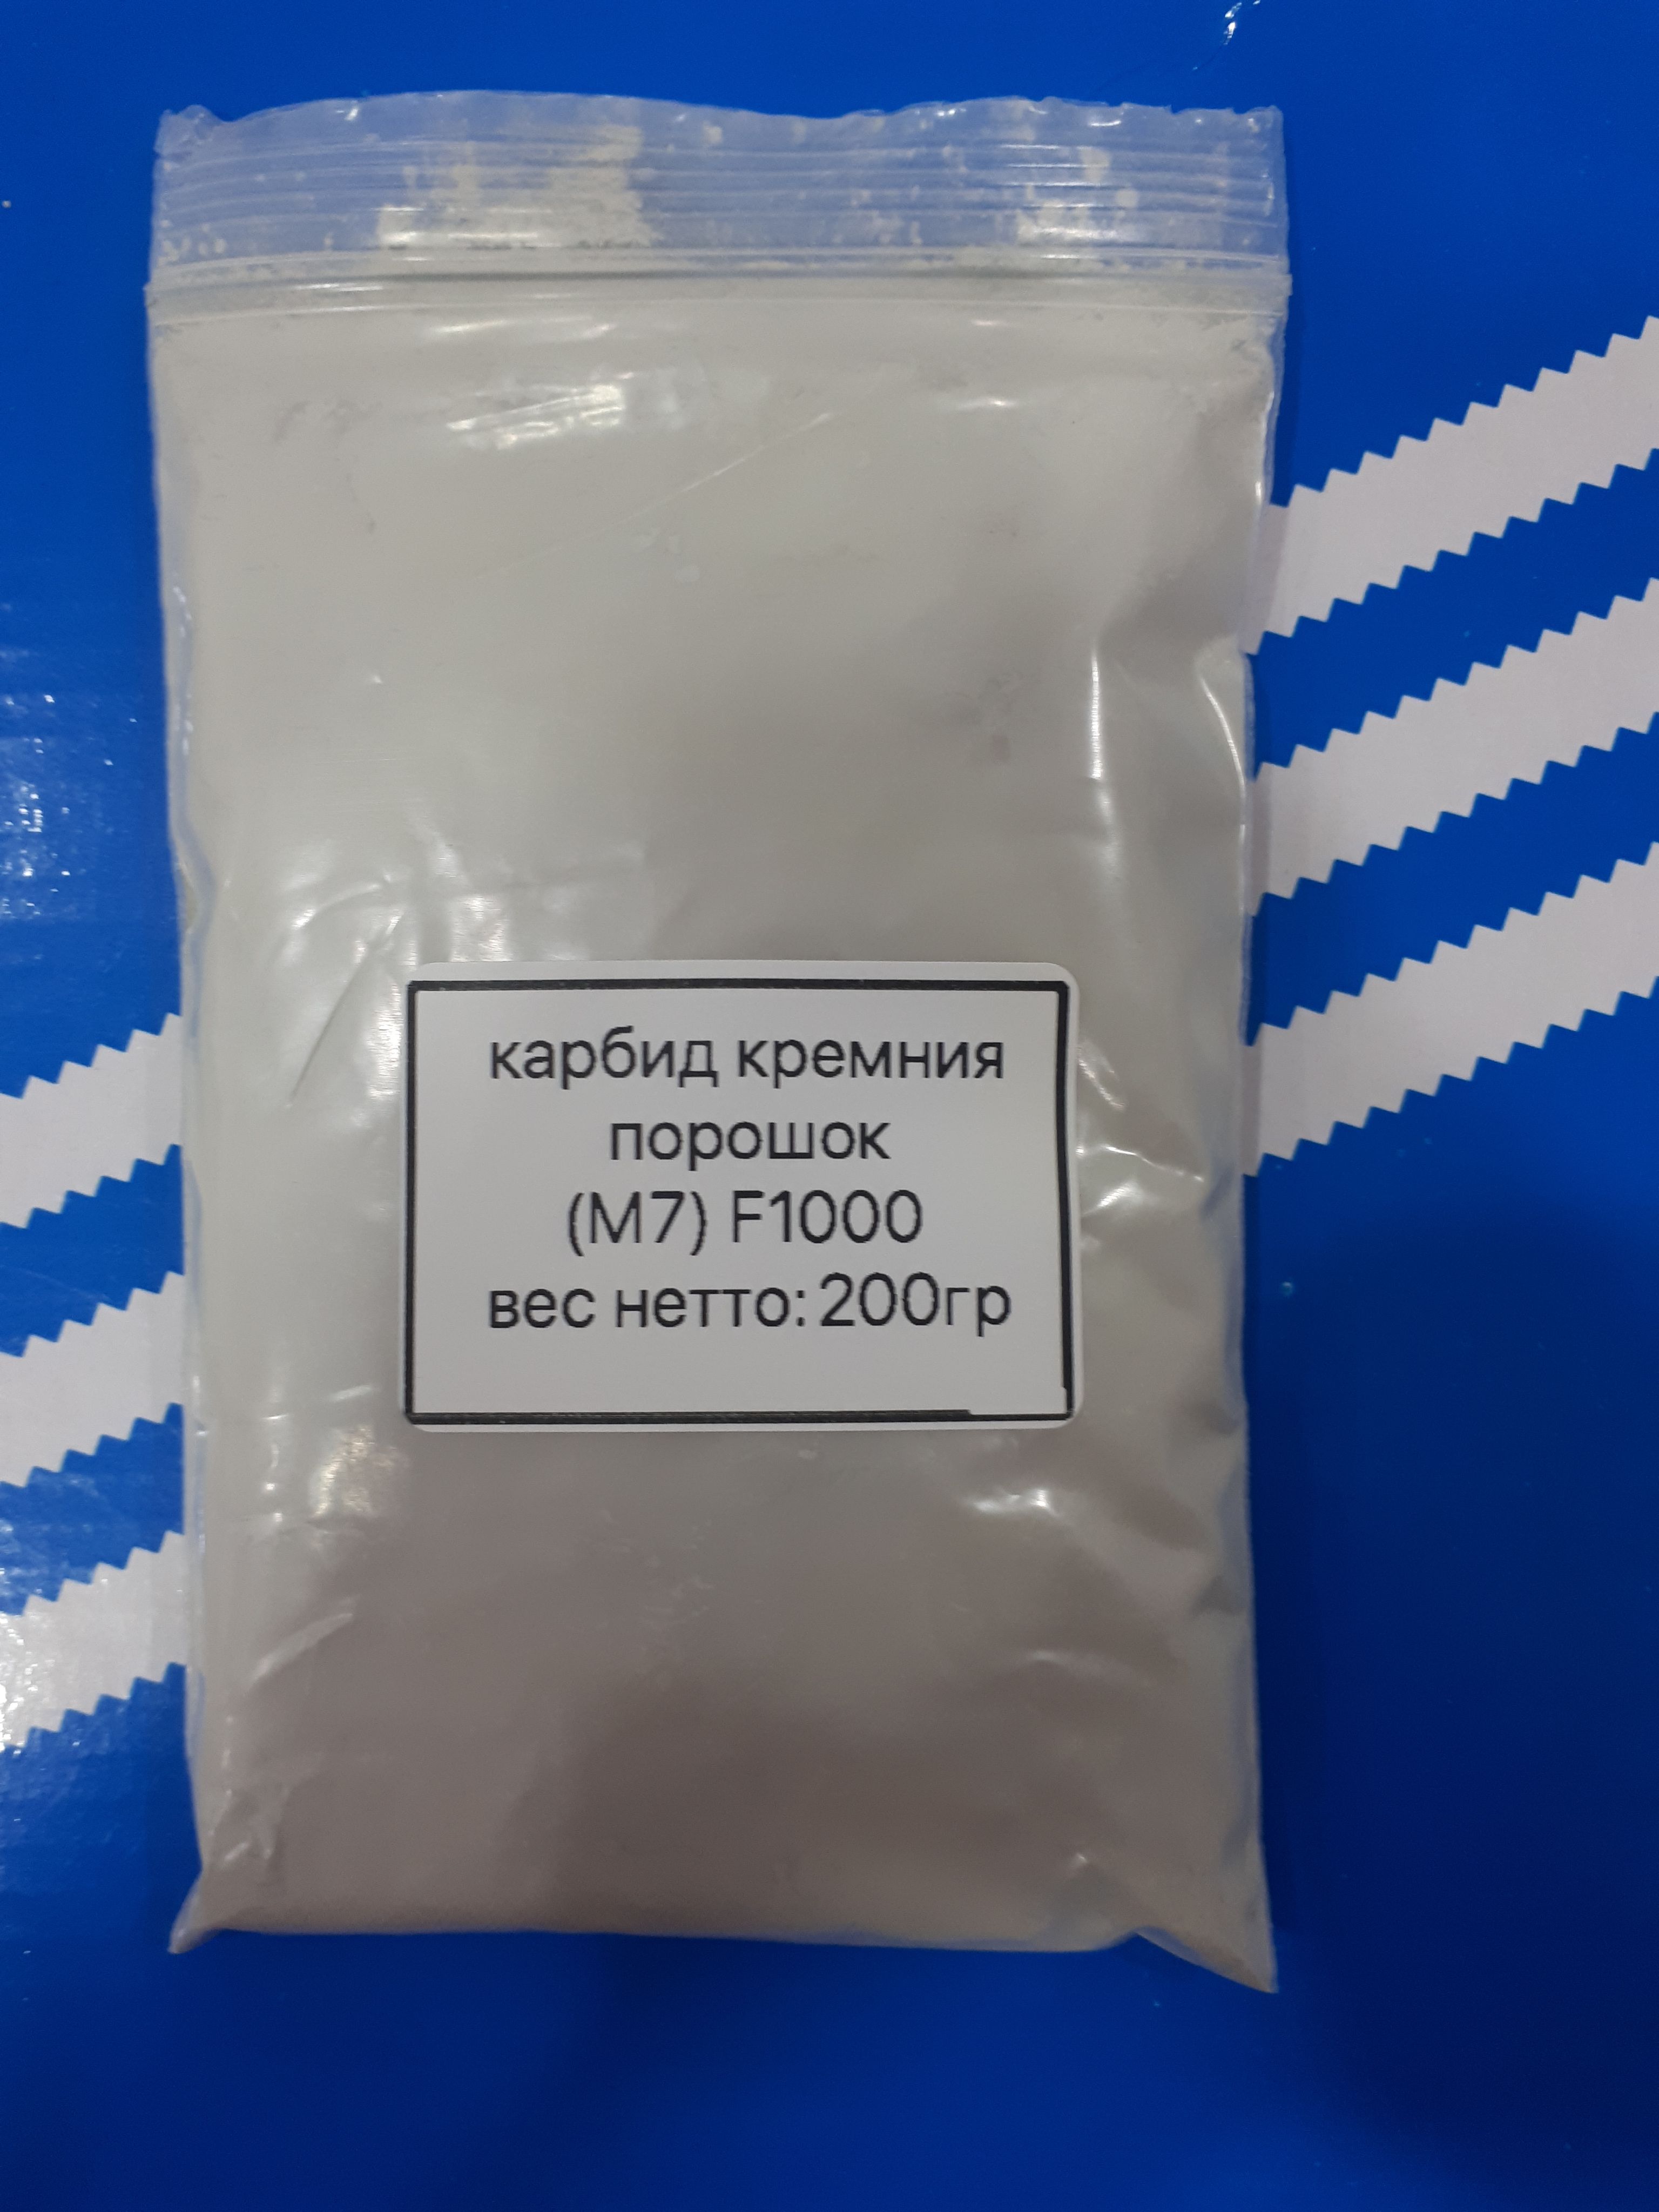 карбид кремния
порошок
(М7) F1000
вес нетто: 200гр